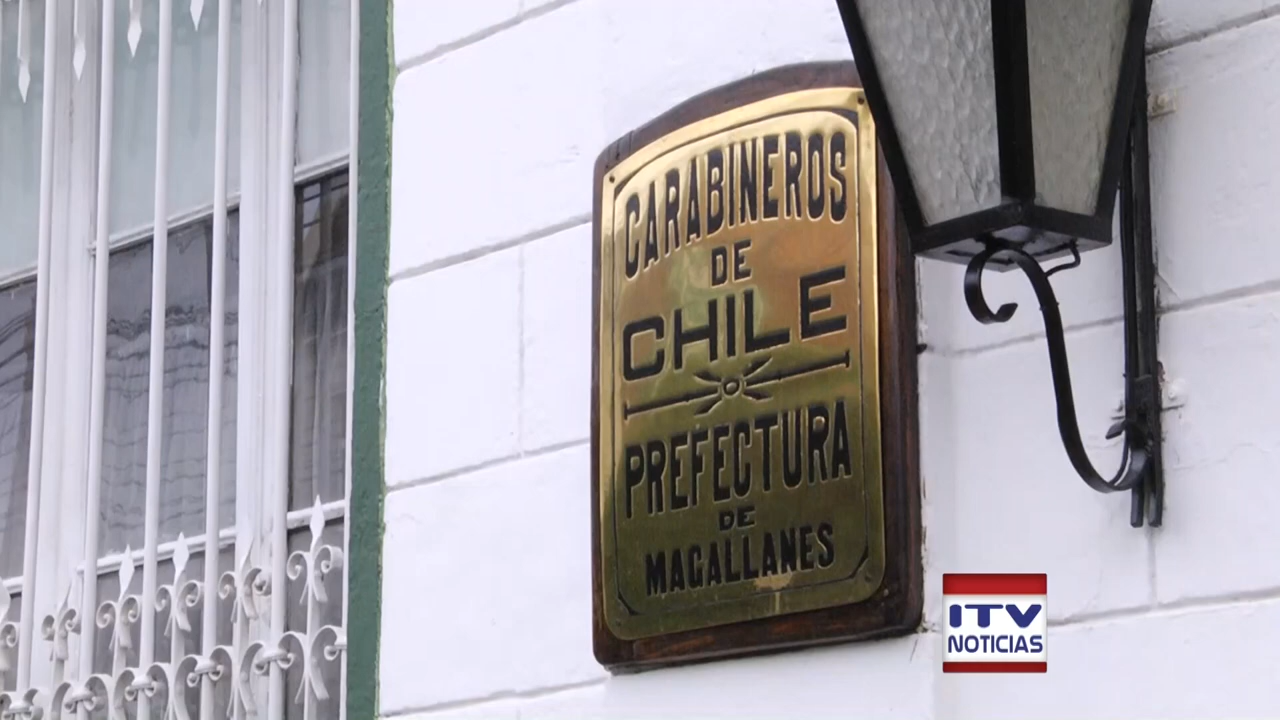 CARABINEROS
DE
CHILE
PREFECTURA
DE
MAGALLANES
ITV
NOTICIAS